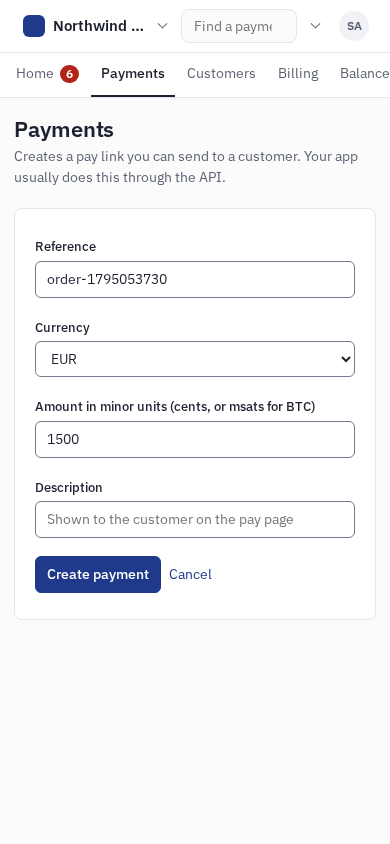 Northwind ...
Find a payme
SA
Home 6 Payments Customers Billing Balance
Payments
Creates a pay link you can send to a customer. Your app
usually does this through the API.
Reference
order-1795053730
Currency
EUR
Amount in minor units (cents, or msats for BTC)
1500
Description
Shown to the customer on the pay page
Create payment Cancel